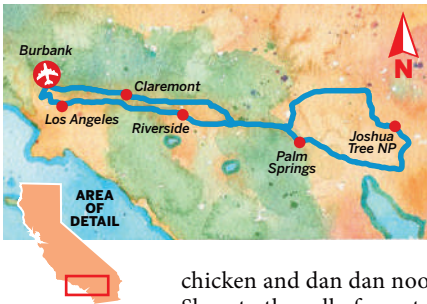 Burbank
N
Claremont
Los Angeles
Riverside
Joshua
Tree NP
Palm
Springs
AREA
OF
DETAIL
chicken and dan dan noo